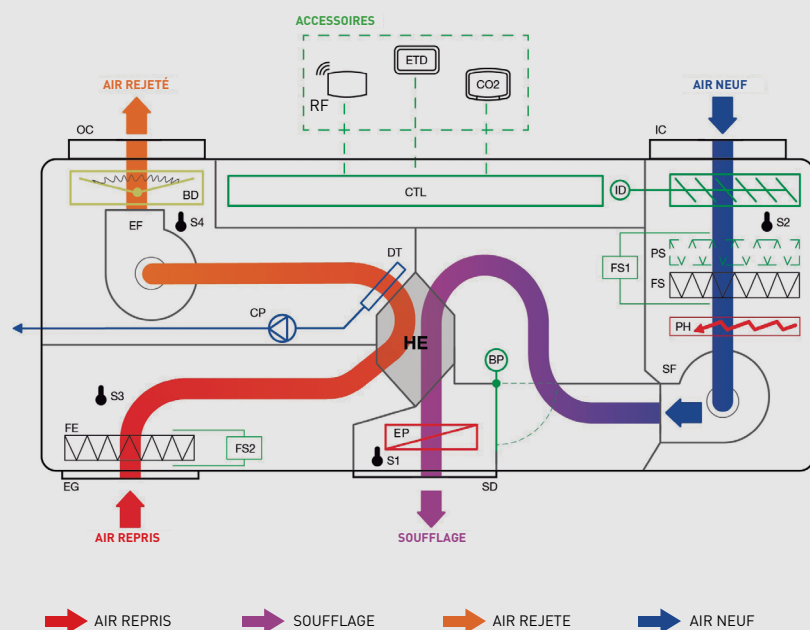 ACCESSOIRES
RF
ETD
CO2
AIR REJETÉ
AIR NEUF
OC
IC
BD
CTL
ID
EF
S4
S2
DT
PS
FS1
FS
CP
PH
HE
BP
SF
S3
FE
FS2
EP
S1
EG
SD
AIR REPRIS
SOUFFLAGE
AIR REPRIS
SOUFFLAGE
AIR REJETE
AIR NEUF